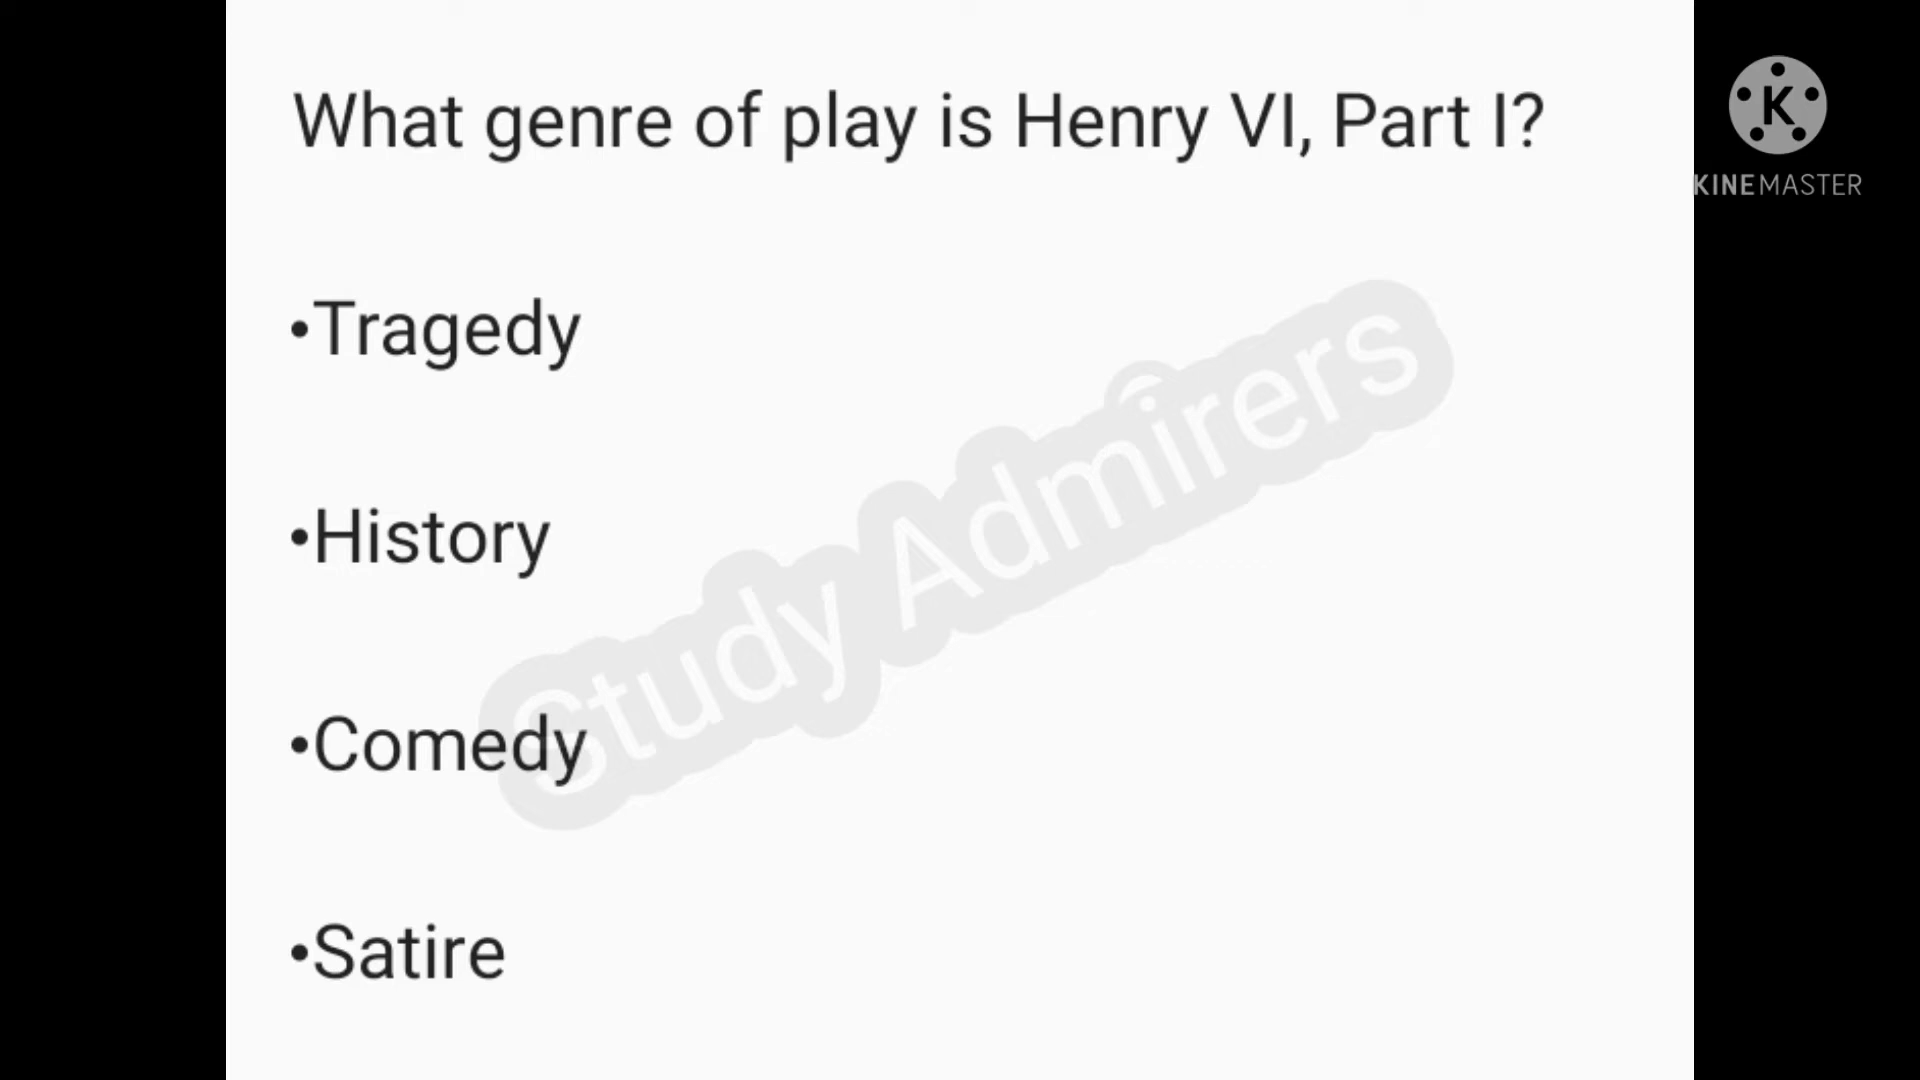 What genre of play is Henry VI, Part I?
•Tragedy
•History
•Comedy
•Satire
Study Admirers
K
KINEMASTER